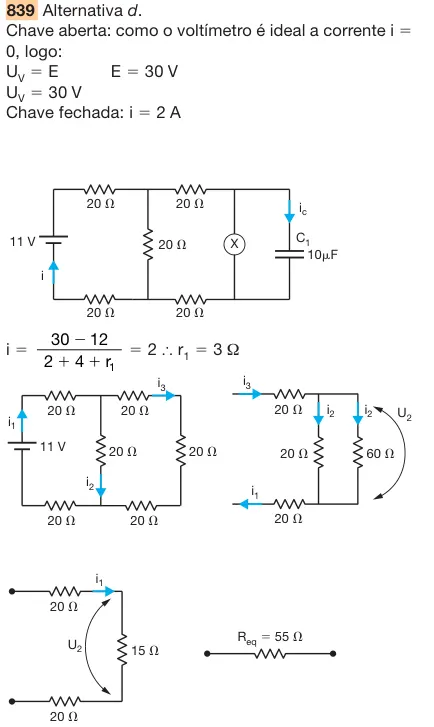 839 Alternativa d.
Chave aberta: como o voltímetro é ideal a corrente i =
0, logo:
U_V = E E = 30 V
U_V = 30 V
Chave fechada: i = 2 A
20 Ω 20 Ω
i_c
11 V 20 Ω X C_1
10µF
i
20 Ω 20 Ω
i = (30 − 12)/(2 + 4 + r_1) = 2 ∴ r_1 = 3 Ω
i_3
20 Ω 20 Ω
i_1
11 V 20 Ω 20 Ω
i_2
20 Ω 20 Ω
i_3
20 Ω i_2 i_2 U_2
20 Ω 60 Ω
i_1
20 Ω
i_1
20 Ω
U_2 15 Ω
20 Ω
R_eq = 55 Ω